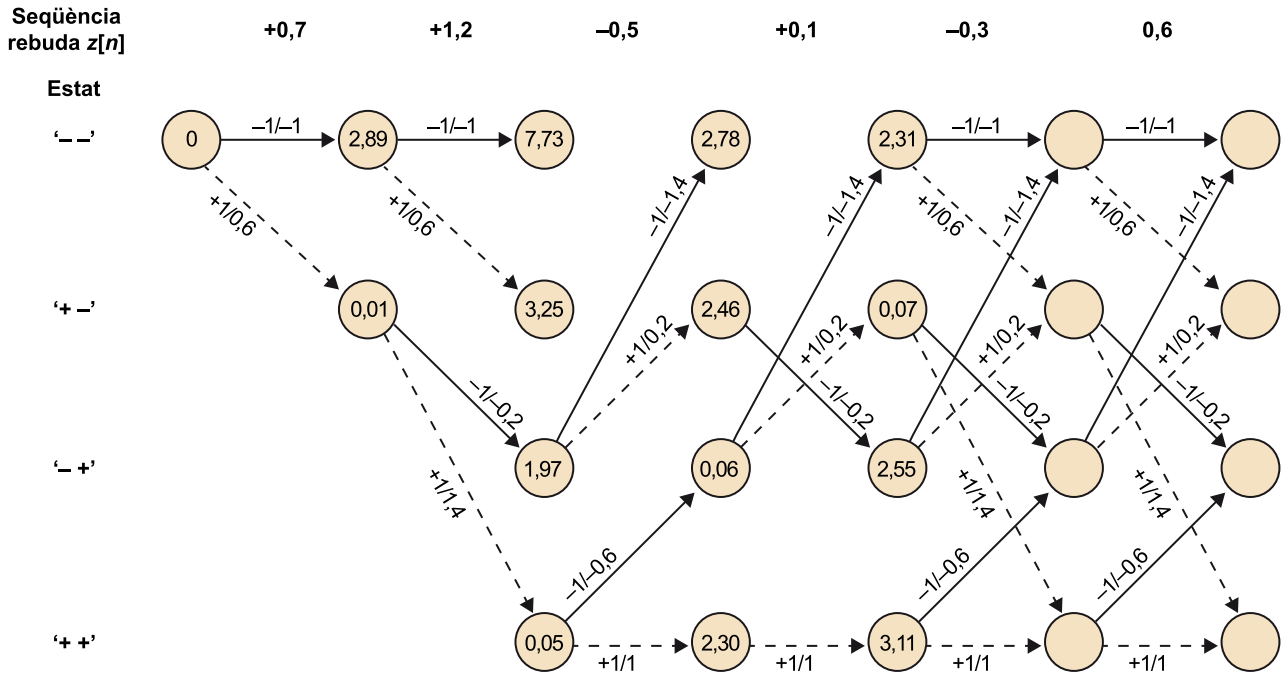 Seqüència
rebuda z[n]
+0,7 +1,2 –0,5 +0,1 –0,3 0,6
Estat
‘– –’
0 –1/–1 2,89 –1/–1 7,73 2,78 2,31 –1/–1 –1/–1
+1/0,6 +1/0,6 –1/–1,4 –1/–1,4 +1/0,6 –1/–1,4 +1/0,6 –1/–1,4
‘+ –’
0,01 3,25 2,46 0,07
–1/–0,2 +1/0,2 –1/–0,2 +1/0,2 –1/–0,2 +1/0,2 –1/–0,2 +1/0,2
‘– +’
1,97 0,06 2,55
+1/1,4 –1/–0,6 +1/1,4 –1/–0,6 +1/1,4 –1/–0,6
‘+ +’
0,05 +1/1 2,30 +1/1 3,11 +1/1 +1/1